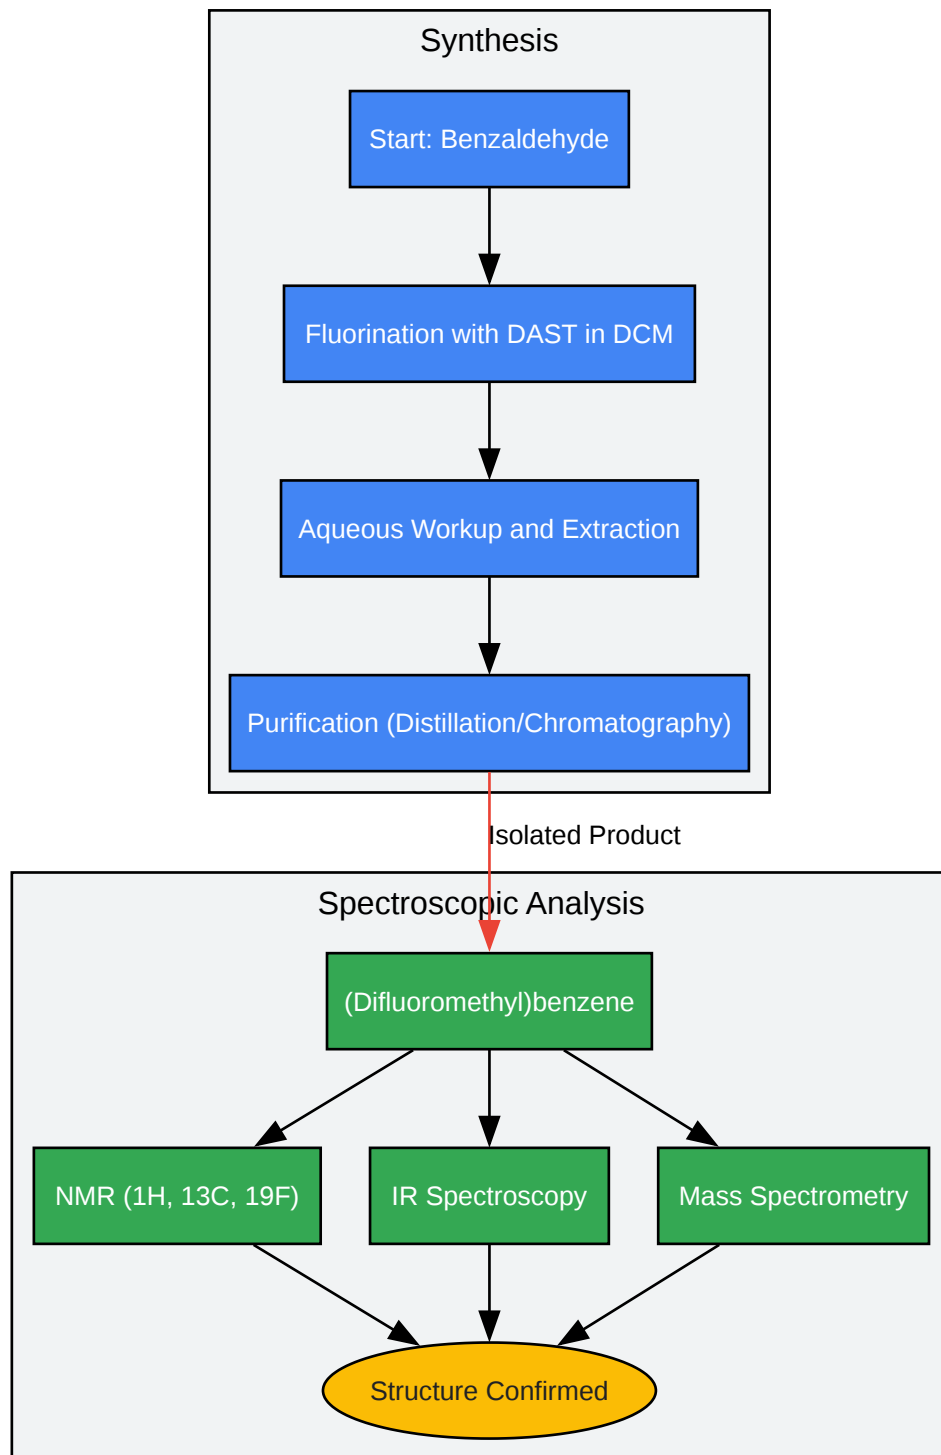 Synthesis
Start: Benzaldehyde
Fluorination with DAST in DCM
Aqueous Workup and Extraction
Purification (Distillation/Chromatography)
Isolated Product
Spectroscopic Analysis
(Difluoromethyl)benzene
NMR (1H, 13C, 19F)
IR Spectroscopy
Mass Spectrometry
Structure Confirmed